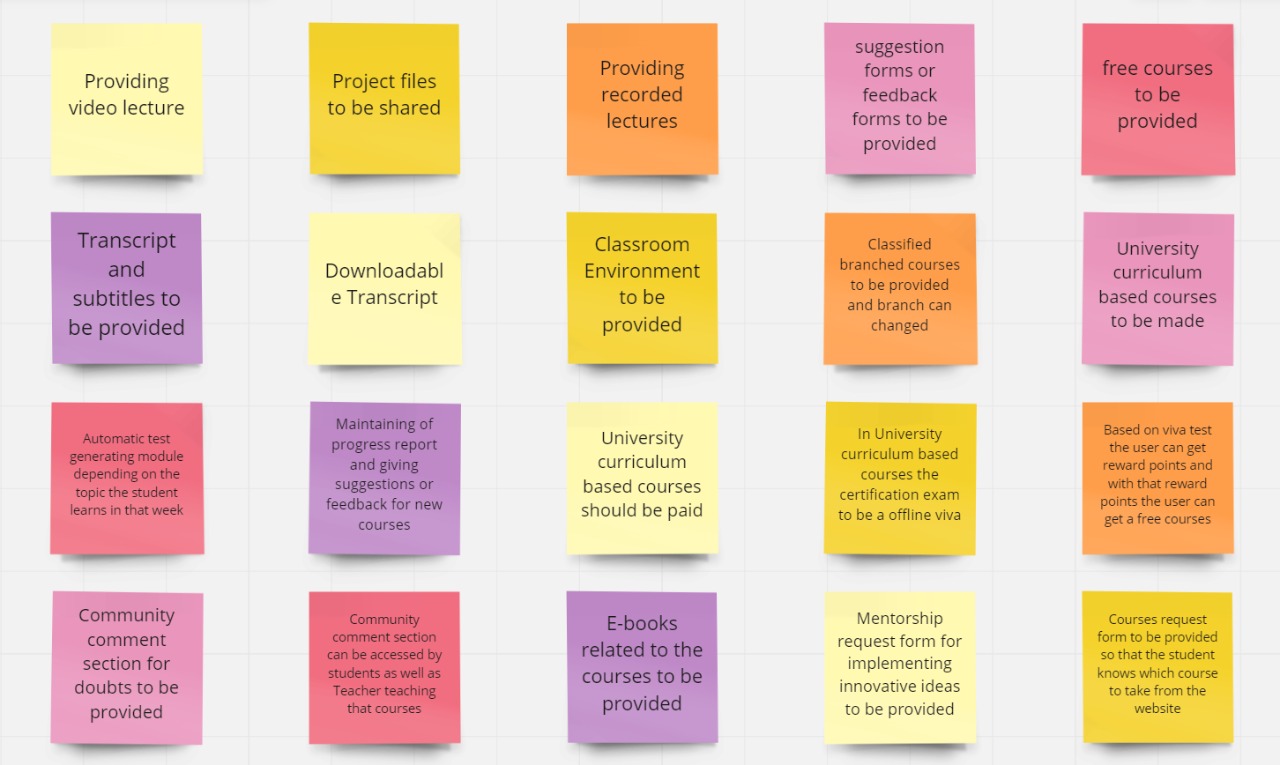 Providing
video lecture
Project files
to be shared
Providing
recorded
lectures
suggestion
forms or
feedback
forms to be
provided
free courses
to be
provided
Transcript
and
subtitles to
be provided
Downloadabl
e Transcript
Classroom
Environment
to be
provided
Classified
branched courses
to be provided
and branch can
changed
University
curriculum
based courses
to be made
Automatic test
generating module
depending on the
topic the student
learns in that week
Maintaining of
progress report
and giving
suggestions or
feedback for new
courses
University
curriculum
based courses
should be paid
In University
curriculum based
courses the
certification exam
to be a offline viva
Based on viva test
the user can get
reward points and
with that reward
points the user can
get a free courses
Community
comment
section for
doubts to be
provided
Community
comment section
can be accessed by
students as well as
Teacher teaching
that courses
E-books
related to the
courses to be
provided
Mentorship
request form for
implementing
innovative ideas
to be provided
Courses request
form to be provided
so that the student
knows which course
to take from the
website